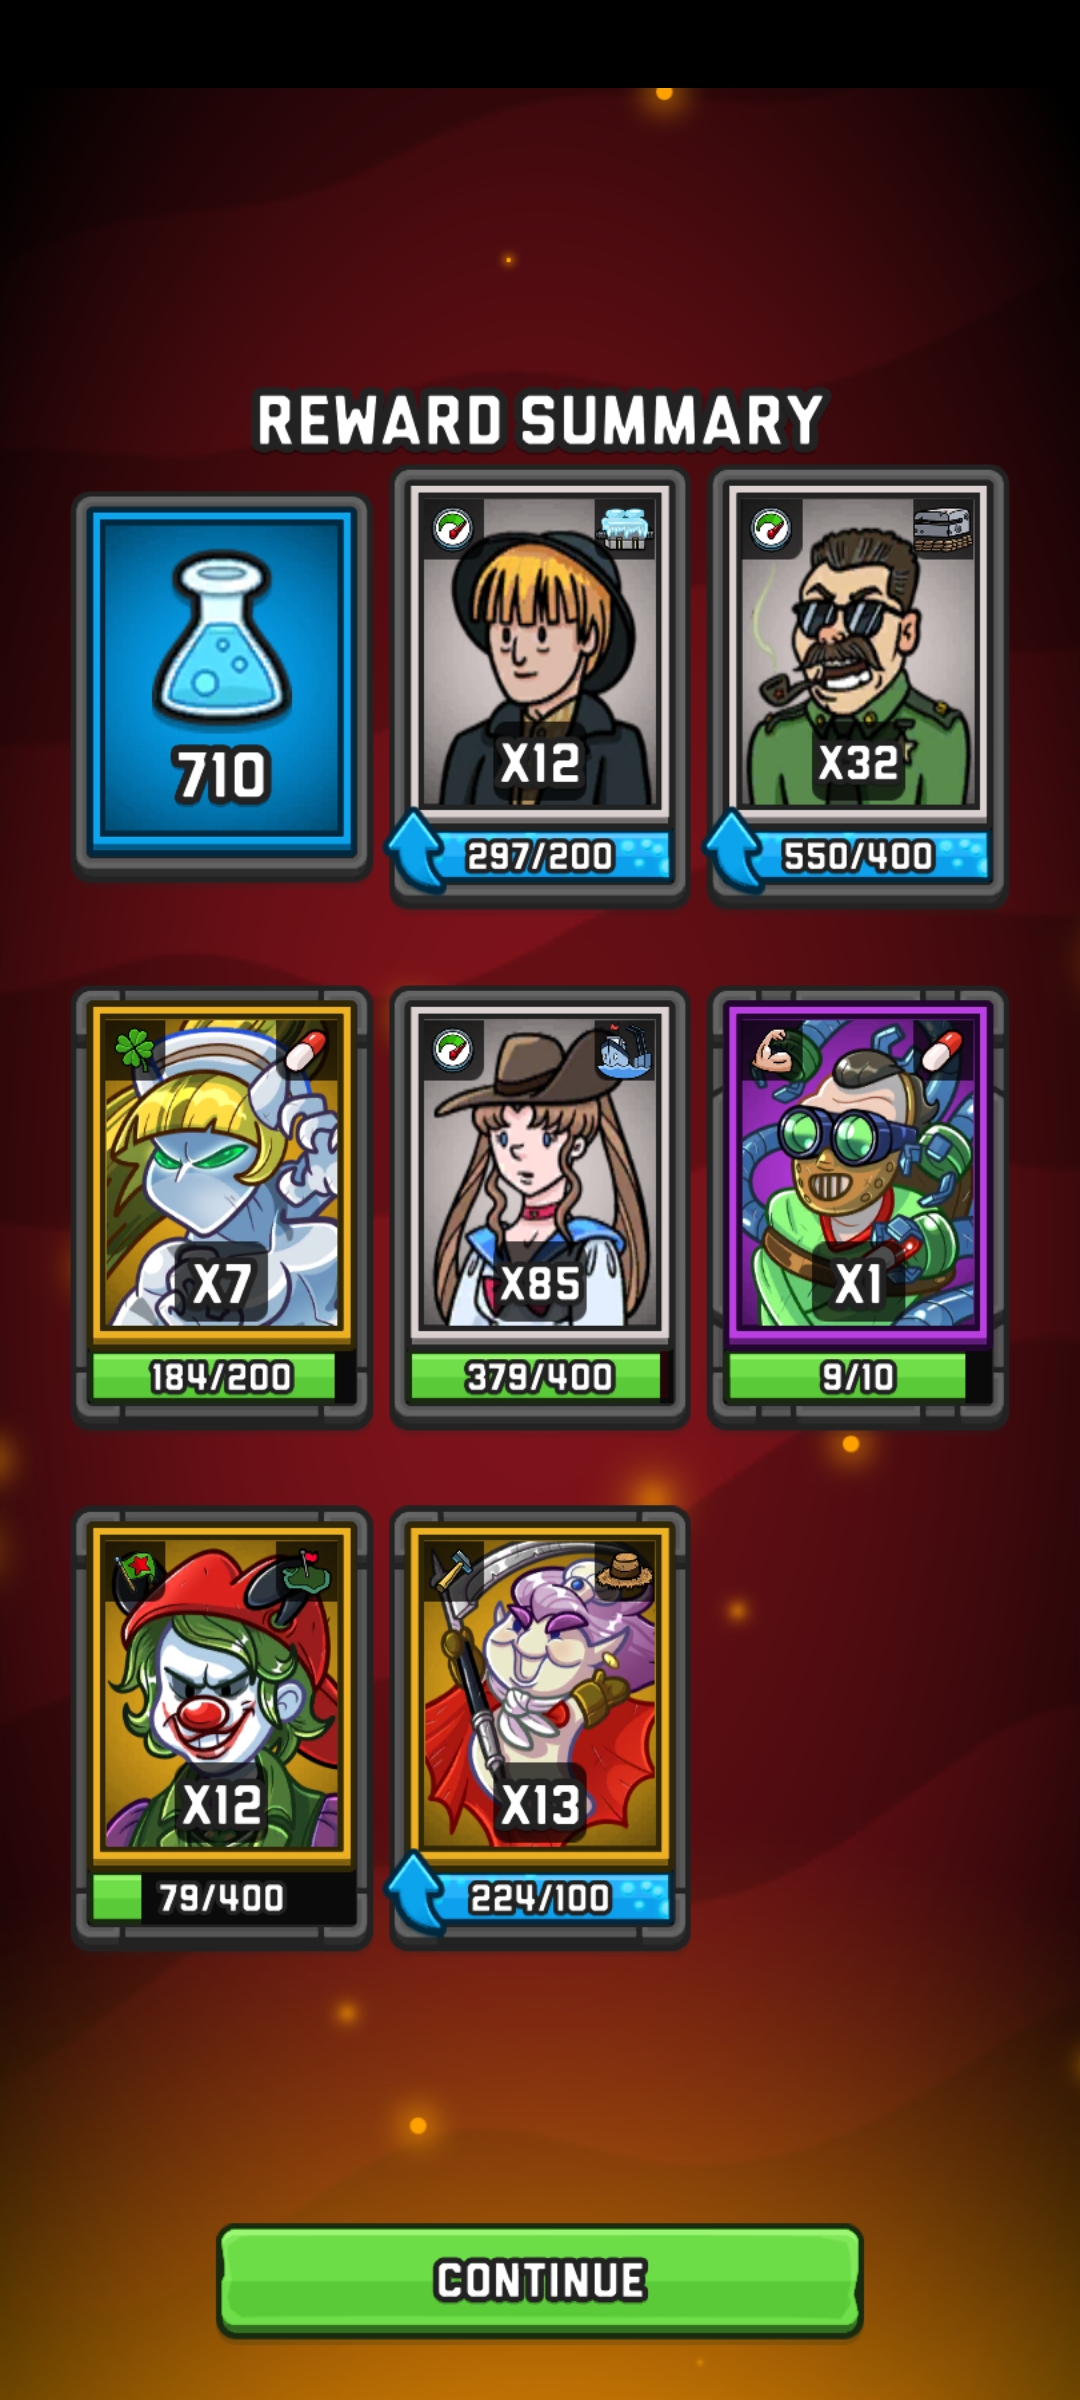 REWARD SUMMARY
710
X12
X32
297/200
550/400
X7
X85
X1
184/200
379/400
9/10
X12
X13
79/400
224/100
CONTINUE